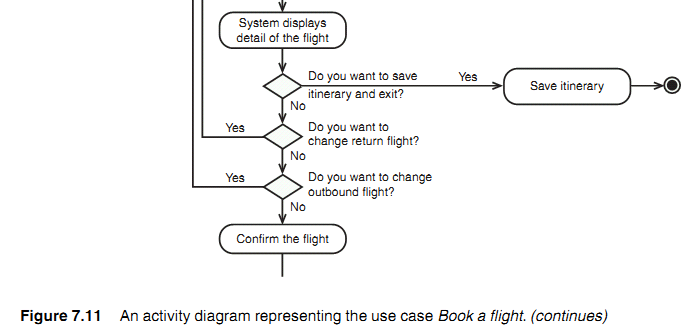 System displays
detail of the flight
Do you want to save
itinerary and exit?
Yes
Save itinerary
No
Yes
Do you want to
change return flight?
No
Yes
Do you want to change
outbound flight?
No
Confirm the flight
Figure 7.11 An activity diagram representing the use case Book a flight. (continues)